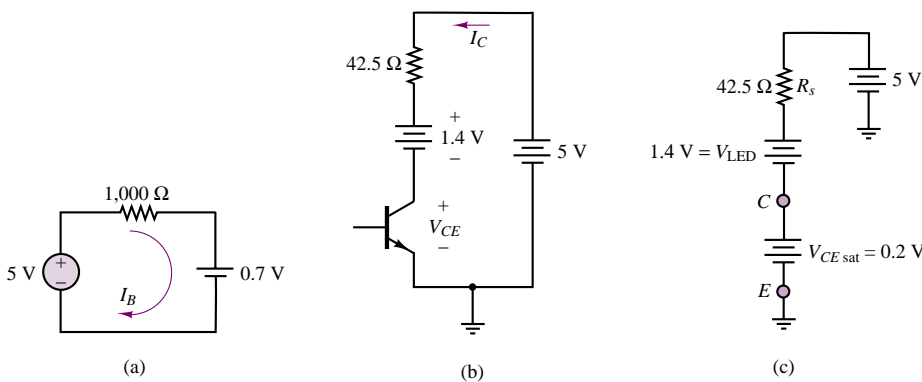 1,000 Ω
5 V
+
−
0.7 V
I_B
(a)
I_C
42.5 Ω
+
1.4 V
−
5 V
+
V_CE
−
(b)
42.5 Ω
R_s
5 V
1.4 V = V_LED
C
V_CE sat = 0.2 V
E
(c)